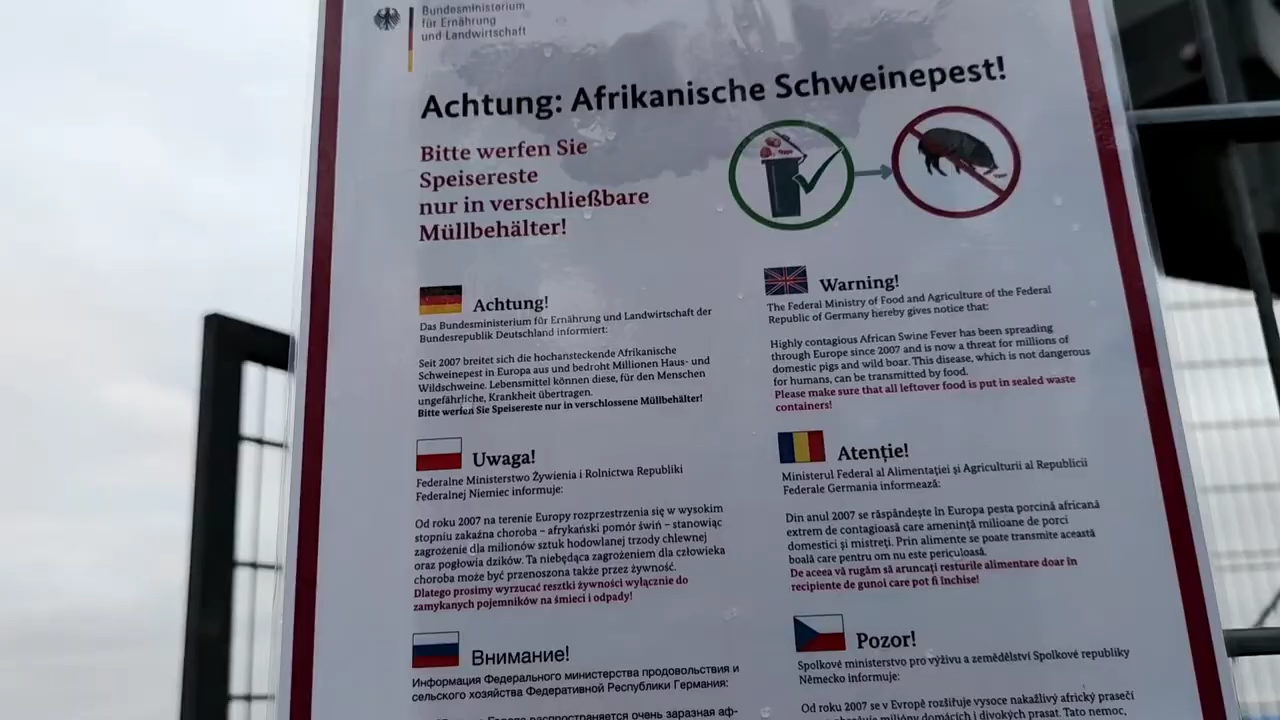 Bundesministerium
für Ernährung
und Landwirtschaft
Achtung: Afrikanische Schweinepest!
Bitte werfen Sie
Speisereste
nur in verschließbare
Müllbehälter!
Achtung!
Das Bundesministerium für Ernährung und Landwirtschaft der
Bundesrepublik Deutschland informiert:
Seit 2007 breitet sich die hochansteckende Afrikanische
Schweinepest in Europa aus und bedroht Millionen Haus- und
Wildschweine. Lebensmittel können diese, für den Menschen
ungefährliche, Krankheit übertragen.
Bitte werfen Sie Speisereste nur in verschlossene Müllbehälter!
Warning!
The Federal Ministry of Food and Agriculture of the Federal
Republic of Germany hereby gives notice that:
Highly contagious African Swine Fever has been spreading
through Europe since 2007 and is now a threat for millions of
domestic pigs and wild boar. This disease, which is not dangerous
for humans, can be transmitted by food.
Please make sure that all leftover food is put in sealed waste
containers!
Uwaga!
Federalne Ministerstwo Żywienia i Rolnictwa Republiki
Federalnej Niemiec informuje:
Od roku 2007 na terenie Europy rozprzestrzenia się w wysokim
stopniu zakaźna choroba – afrykański pomór świń – stanowiąc
zagrożenie dla milionów sztuk hodowlanej trzody chlewnej
oraz pogłowia dzików. Ta niebędąca zagrożeniem dla człowieka
choroba może być przenoszona także przez żywność.
Dlatego prosimy wyrzucać resztki żywności wyłącznie do
zamykanych pojemników na śmieci i odpady!
Atenție!
Ministerul Federal al Alimentației și Agriculturii al Republicii
Federale Germania informează:
Din anul 2007 se răspândește în Europa pesta porcină africană
extrem de contagioasă care amenință milioane de porci
domestici și mistreți. Prin alimente se poate transmite această
boală care pentru om nu este periculoasă.
De aceea vă rugăm să aruncați resturile alimentare doar în
recipiente de gunoi care pot fi închise!
Внимание!
Информация Федерального министерства продовольствия и
сельского хозяйства Федеративной Республики Германия:
Европе распространяется очень заразная аф-
Pozor!
Spolkové ministerstvo pro výživu a zemědělství Spolkové republiky
Německo informuje:
Od roku 2007 se v Evropě rozšiřuje vysoce nakažlivý africký prasečí
milióny domácích i divokých prasat. Tato nemoc,